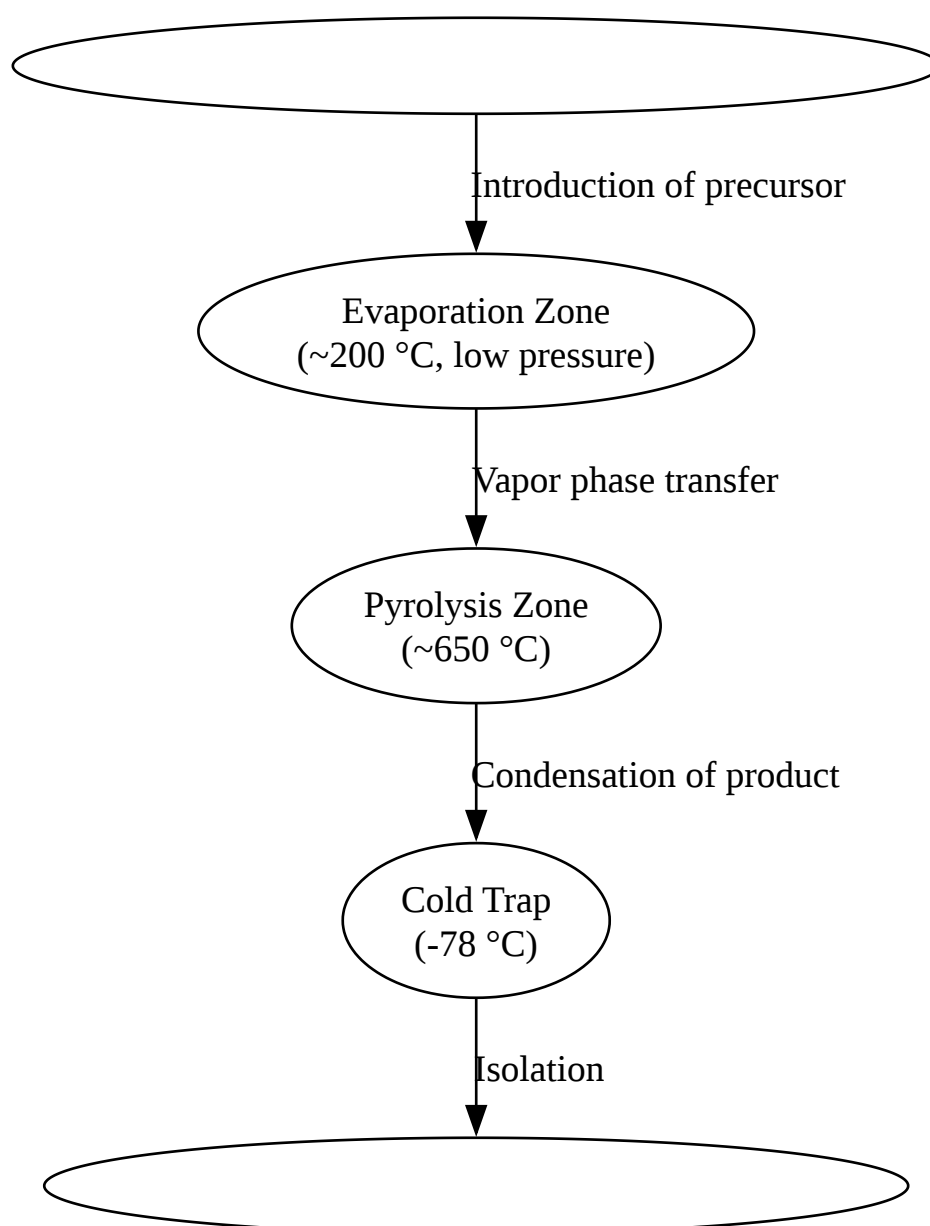 Introduction of precursor
Evaporation Zone
(~200 °C, low pressure)
Vapor phase transfer
Pyrolysis Zone
(~650 °C)
Condensation of product
Cold Trap
(-78 °C)
Isolation